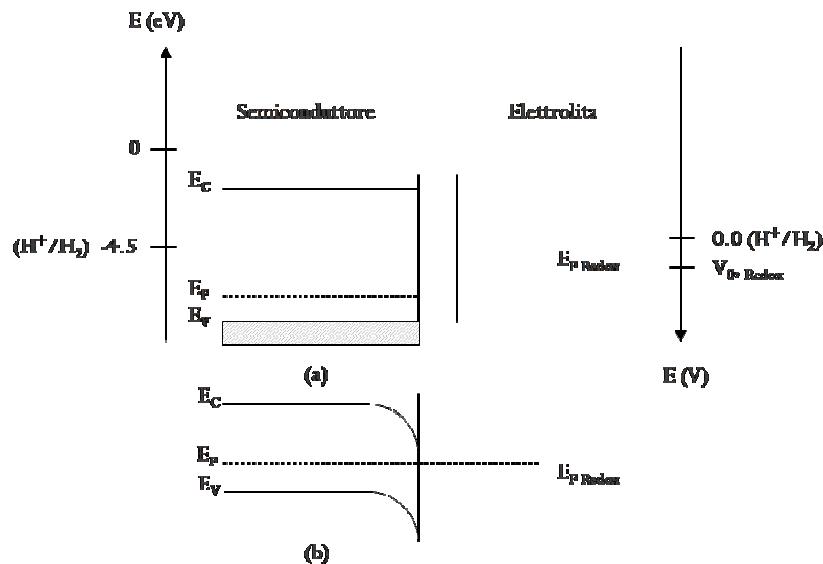 E (eV)
Semiconduttore
Elettrolita
0
E_C
(H⁺/H₂) -4.5
0.0 (H⁺/H₂)
E_F Redox
V_0, Redox
E_F
E_v
(a)
E (V)
E_C
E_F
E_F Redox
E_V
(b)